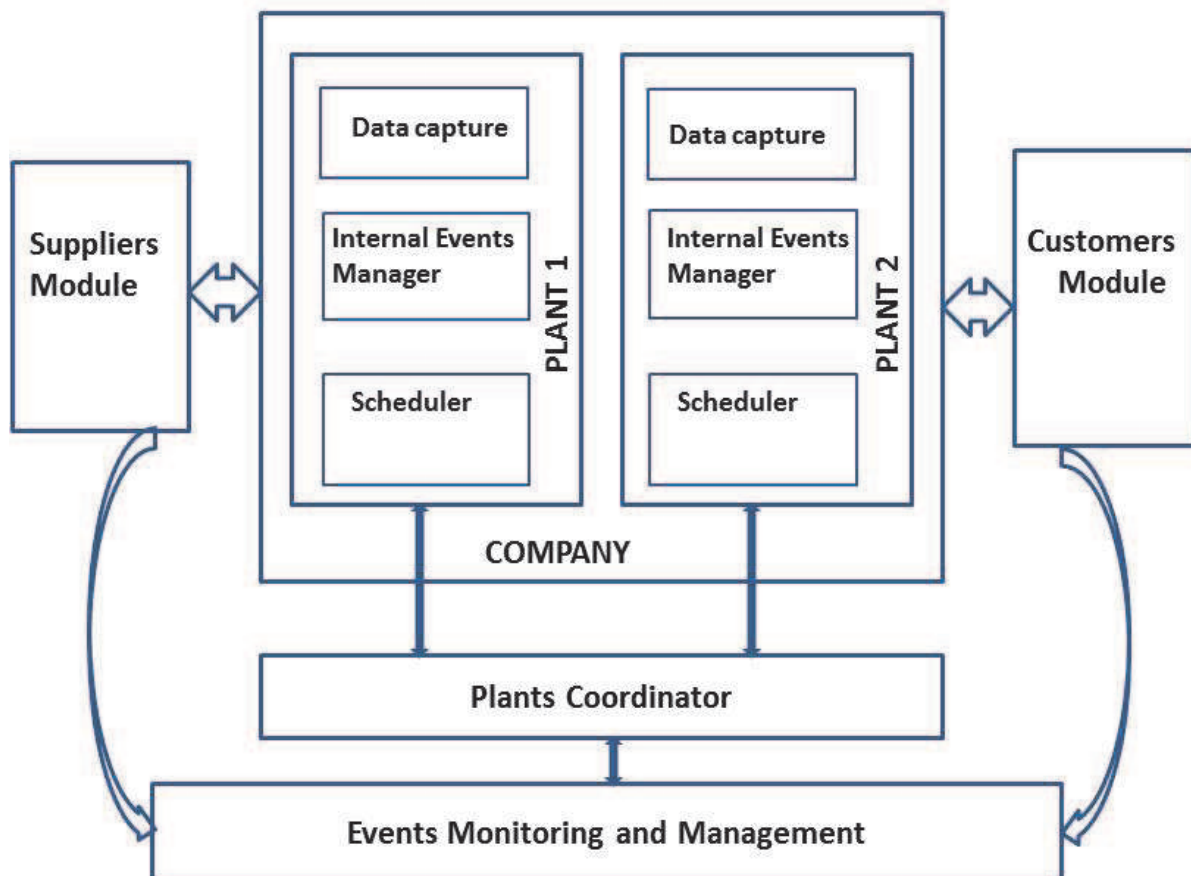 Data capture
Data capture
Suppliers
Module
Internal Events
Manager
PLANT 1
Internal Events
Manager
PLANT 2
Customers
Module
Scheduler
Scheduler
COMPANY
Plants Coordinator
Events Monitoring and Management